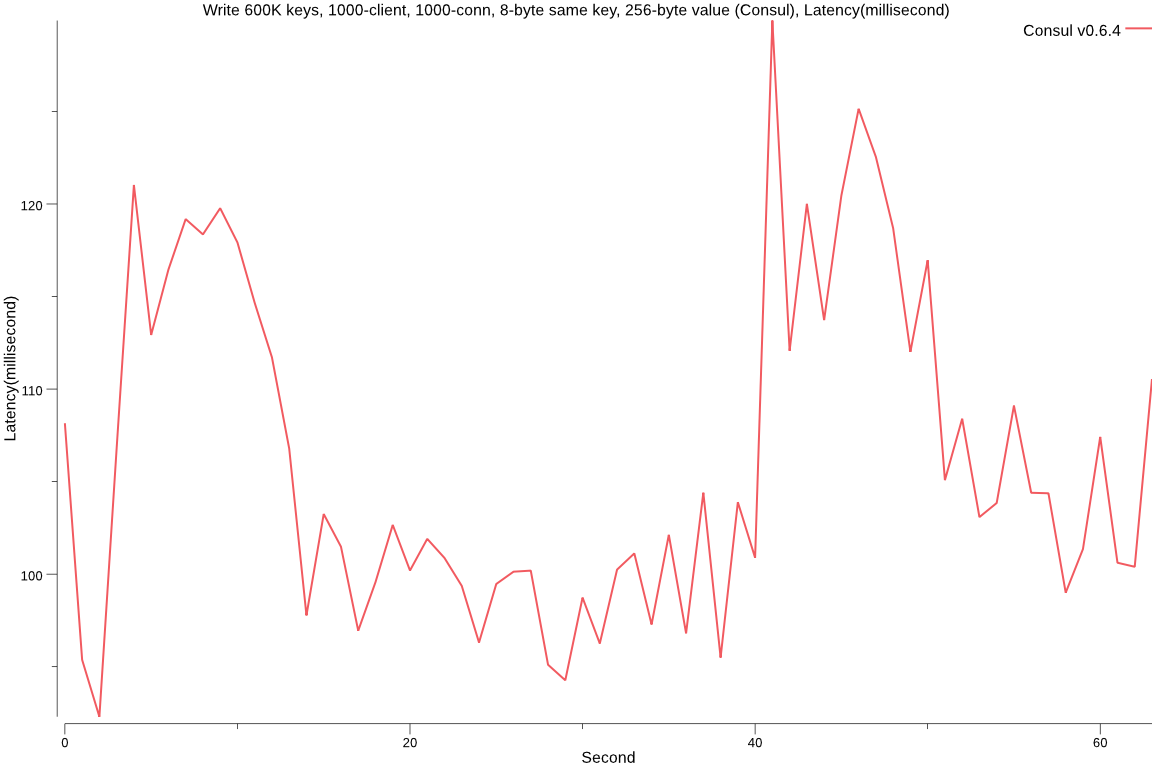 Write 600K keys, 1000-client, 1000-conn, 8-byte same key, 256-byte value (Consul), Latency(millisecond)
Consul v0.6.4
Latency(millisecond)
120
110
100
0
20
40
60
Second